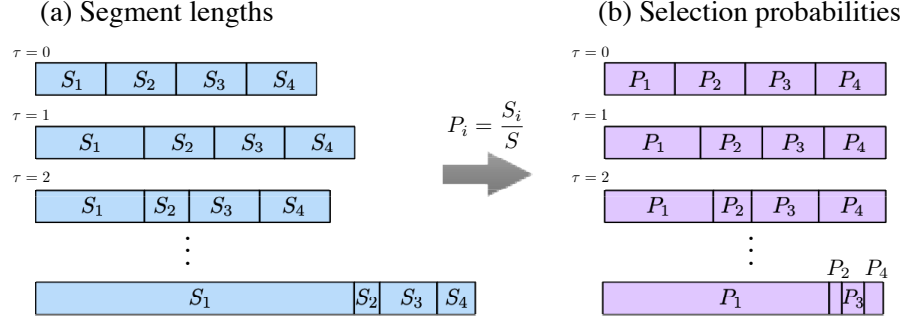 (a) Segment lengths
(b) Selection probabilities
τ = 0
S₁ S₂ S₃ S₄
τ = 0
P₁ P₂ P₃ P₄
τ = 1
S₁ S₂ S₃ S₄
Pᵢ = Sᵢ / S
τ = 1
P₁ P₂ P₃ P₄
τ = 2
S₁ S₂ S₃ S₄
τ = 2
P₁ P₂ P₃ P₄
⋮
⋮
S₁ S₂ S₃ S₄
P₂ P₄
P₁ P₃